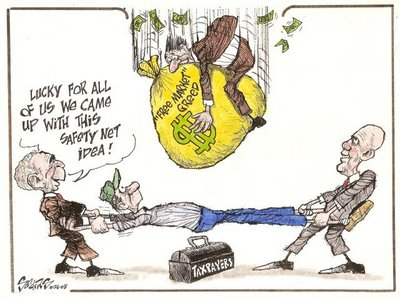 LUCKY FOR ALL
OF US WE CAME
UP WITH THIS
SAFETY NET
IDEA!
"FREE MARKET"
GREED
$
TAXPAYERS